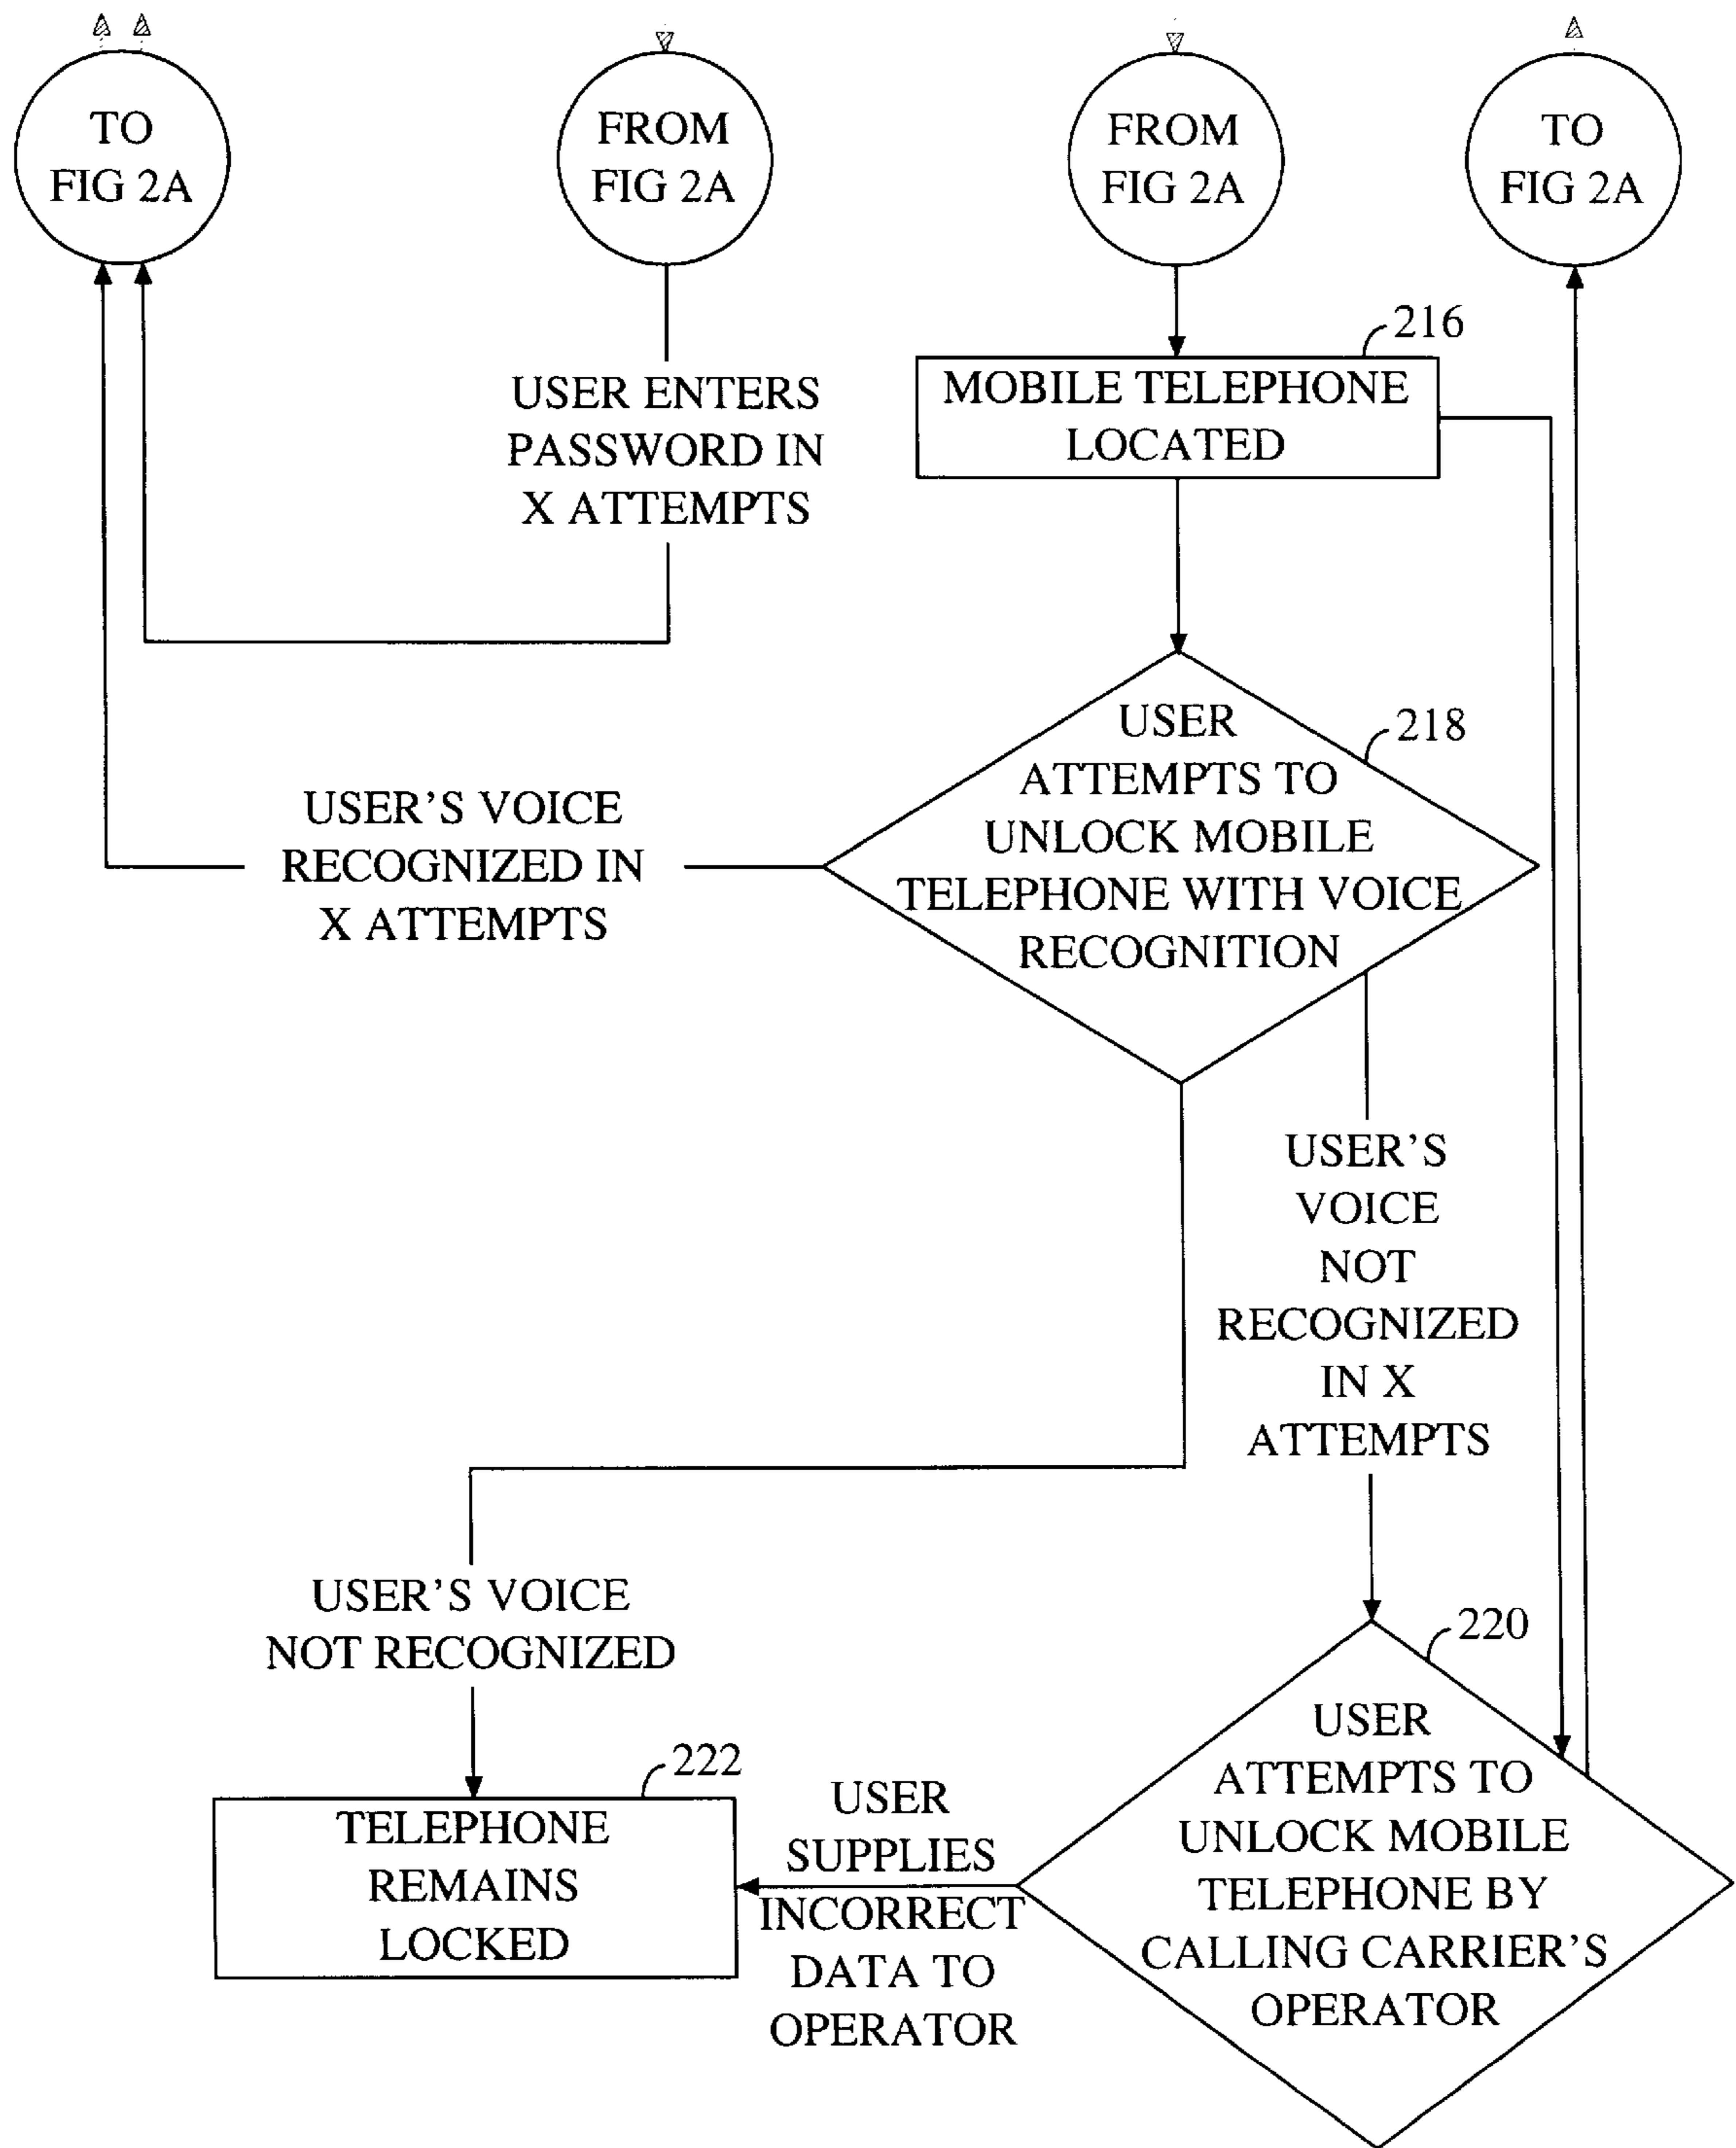 TO
FIG 2A
FROM
FIG 2A
FROM
FIG 2A
TO
FIG 2A
216
MOBILE TELEPHONE
LOCATED
USER ENTERS
PASSWORD IN
X ATTEMPTS
218
USER
ATTEMPTS TO
UNLOCK MOBILE
TELEPHONE WITH VOICE
RECOGNITION
USER'S VOICE
RECOGNIZED IN
X ATTEMPTS
USER'S
VOICE
NOT
RECOGNIZED
IN X
ATTEMPTS
USER'S VOICE
NOT RECOGNIZED
220
USER
ATTEMPTS TO
UNLOCK MOBILE
TELEPHONE BY
CALLING CARRIER'S
OPERATOR
222
TELEPHONE
REMAINS
LOCKED
USER
SUPPLIES
INCORRECT
DATA TO
OPERATOR